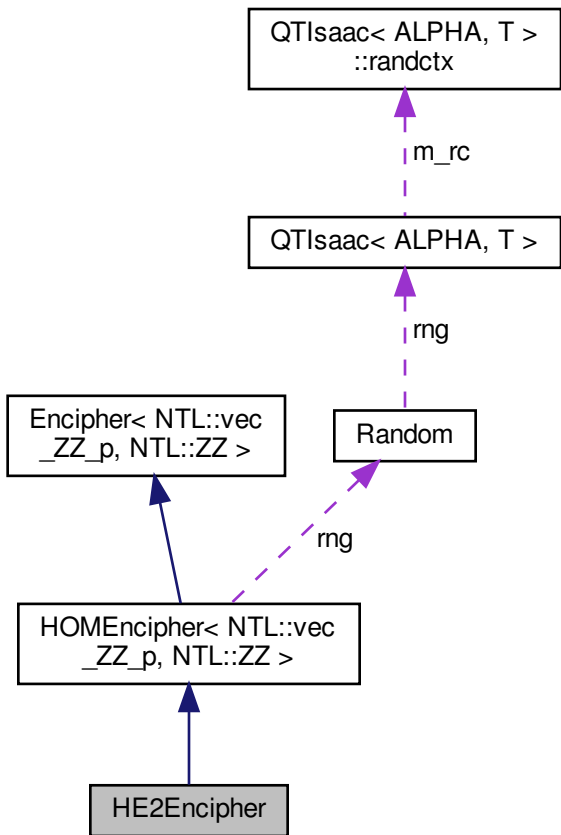 QTIsaac< ALPHA, T >
::randctx
m_rc
QTIsaac< ALPHA, T >
rng
Encipher< NTL::vec
_ZZ_p, NTL::ZZ >
Random
rng
HOMEncipher< NTL::vec
_ZZ_p, NTL::ZZ >
HE2Encipher